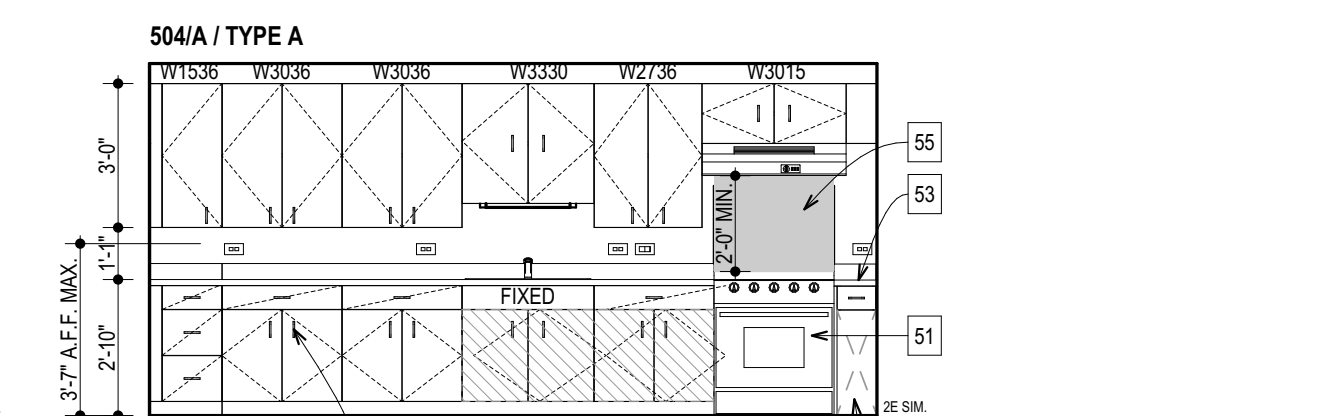 504/A / TYPE A
W1536 W3036 W3036 W3330 W2736 W3015
55
3'-0"
53
2'-0" MIN.
1'-1"
3'-7" A.F.F. MAX.
FIXED
51
2'-10"
2E SIM.